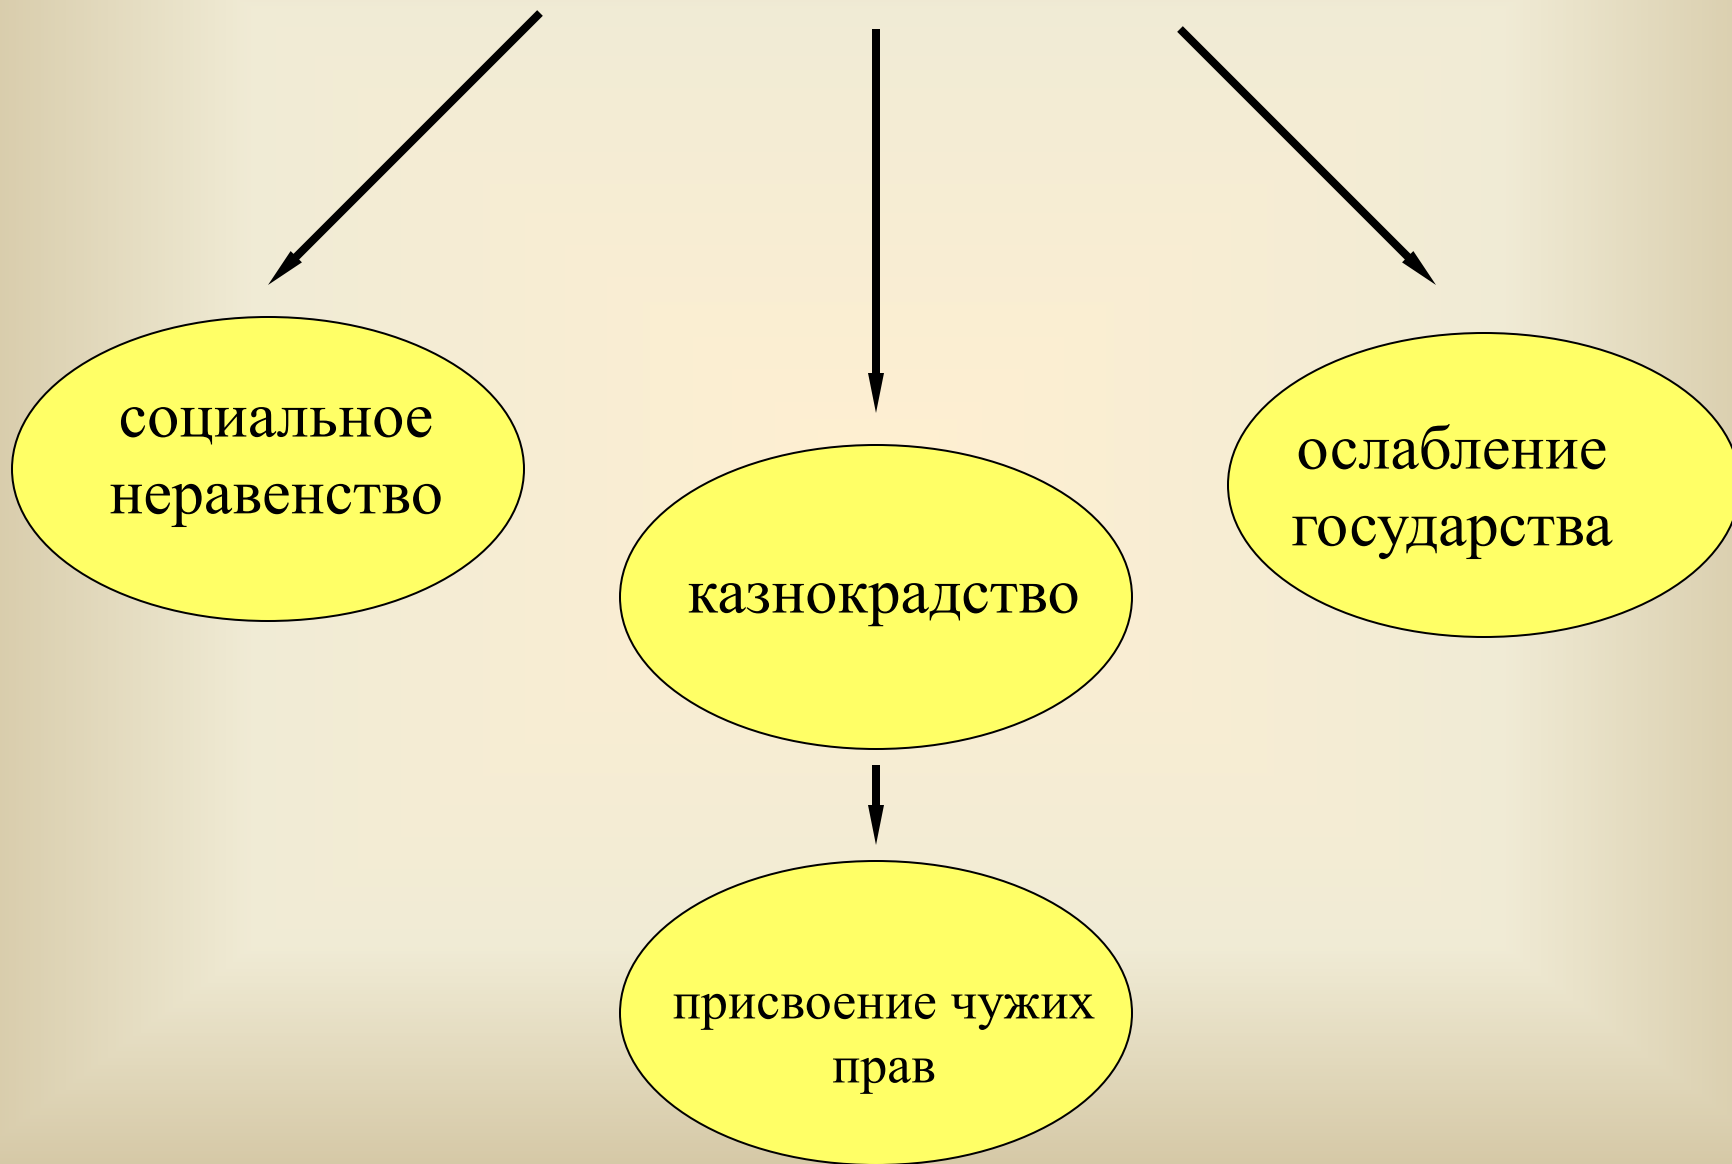 социальное
неравенство
казнокрадство
ослабление
государства
присвоение чужих
прав